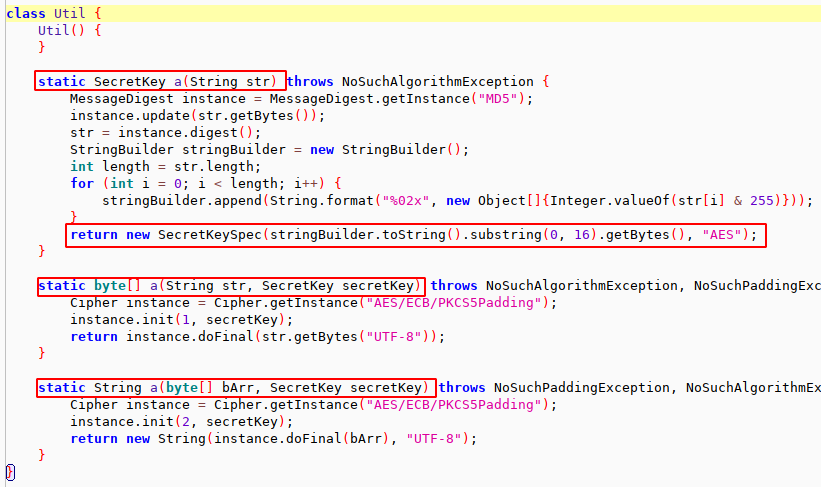 class Util {
    Util() {
    }
    static SecretKey a(String str) throws NoSuchAlgorithmException {
        MessageDigest instance = MessageDigest.getInstance("MD5");
        instance.update(str.getBytes());
        str = instance.digest();
        StringBuilder stringBuilder = new StringBuilder();
        int length = str.length;
        for (int i = 0; i < length; i++) {
            stringBuilder.append(String.format("%02x", new Object[]{Integer.valueOf(str[i] & 255)}));
        }
        return new SecretKeySpec(stringBuilder.toString().substring(0, 16).getBytes(), "AES");
    }
    static byte[] a(String str, SecretKey secretKey) throws NoSuchAlgorithmException, NoSuchPaddingExc
        Cipher instance = Cipher.getInstance("AES/ECB/PKCS5Padding");
        instance.init(1, secretKey);
        return instance.doFinal(str.getBytes("UTF-8"));
    }
    static String a(byte[] bArr, SecretKey secretKey) throws NoSuchPaddingException, NoSuchAlgorithmEx
        Cipher instance = Cipher.getInstance("AES/ECB/PKCS5Padding");
        instance.init(2, secretKey);
        return new String(instance.doFinal(bArr), "UTF-8");
    }
}